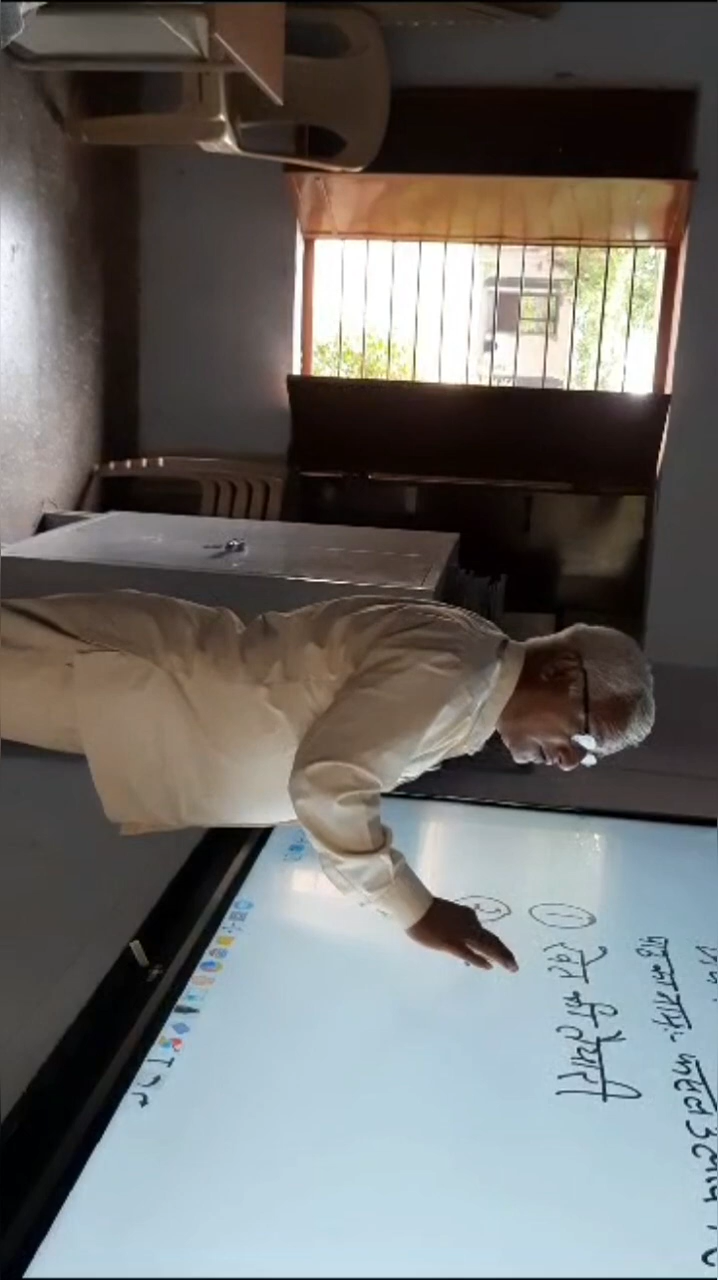 पाठ का नाम:- फसल उत्पाद
① खेत की तैयारी
②